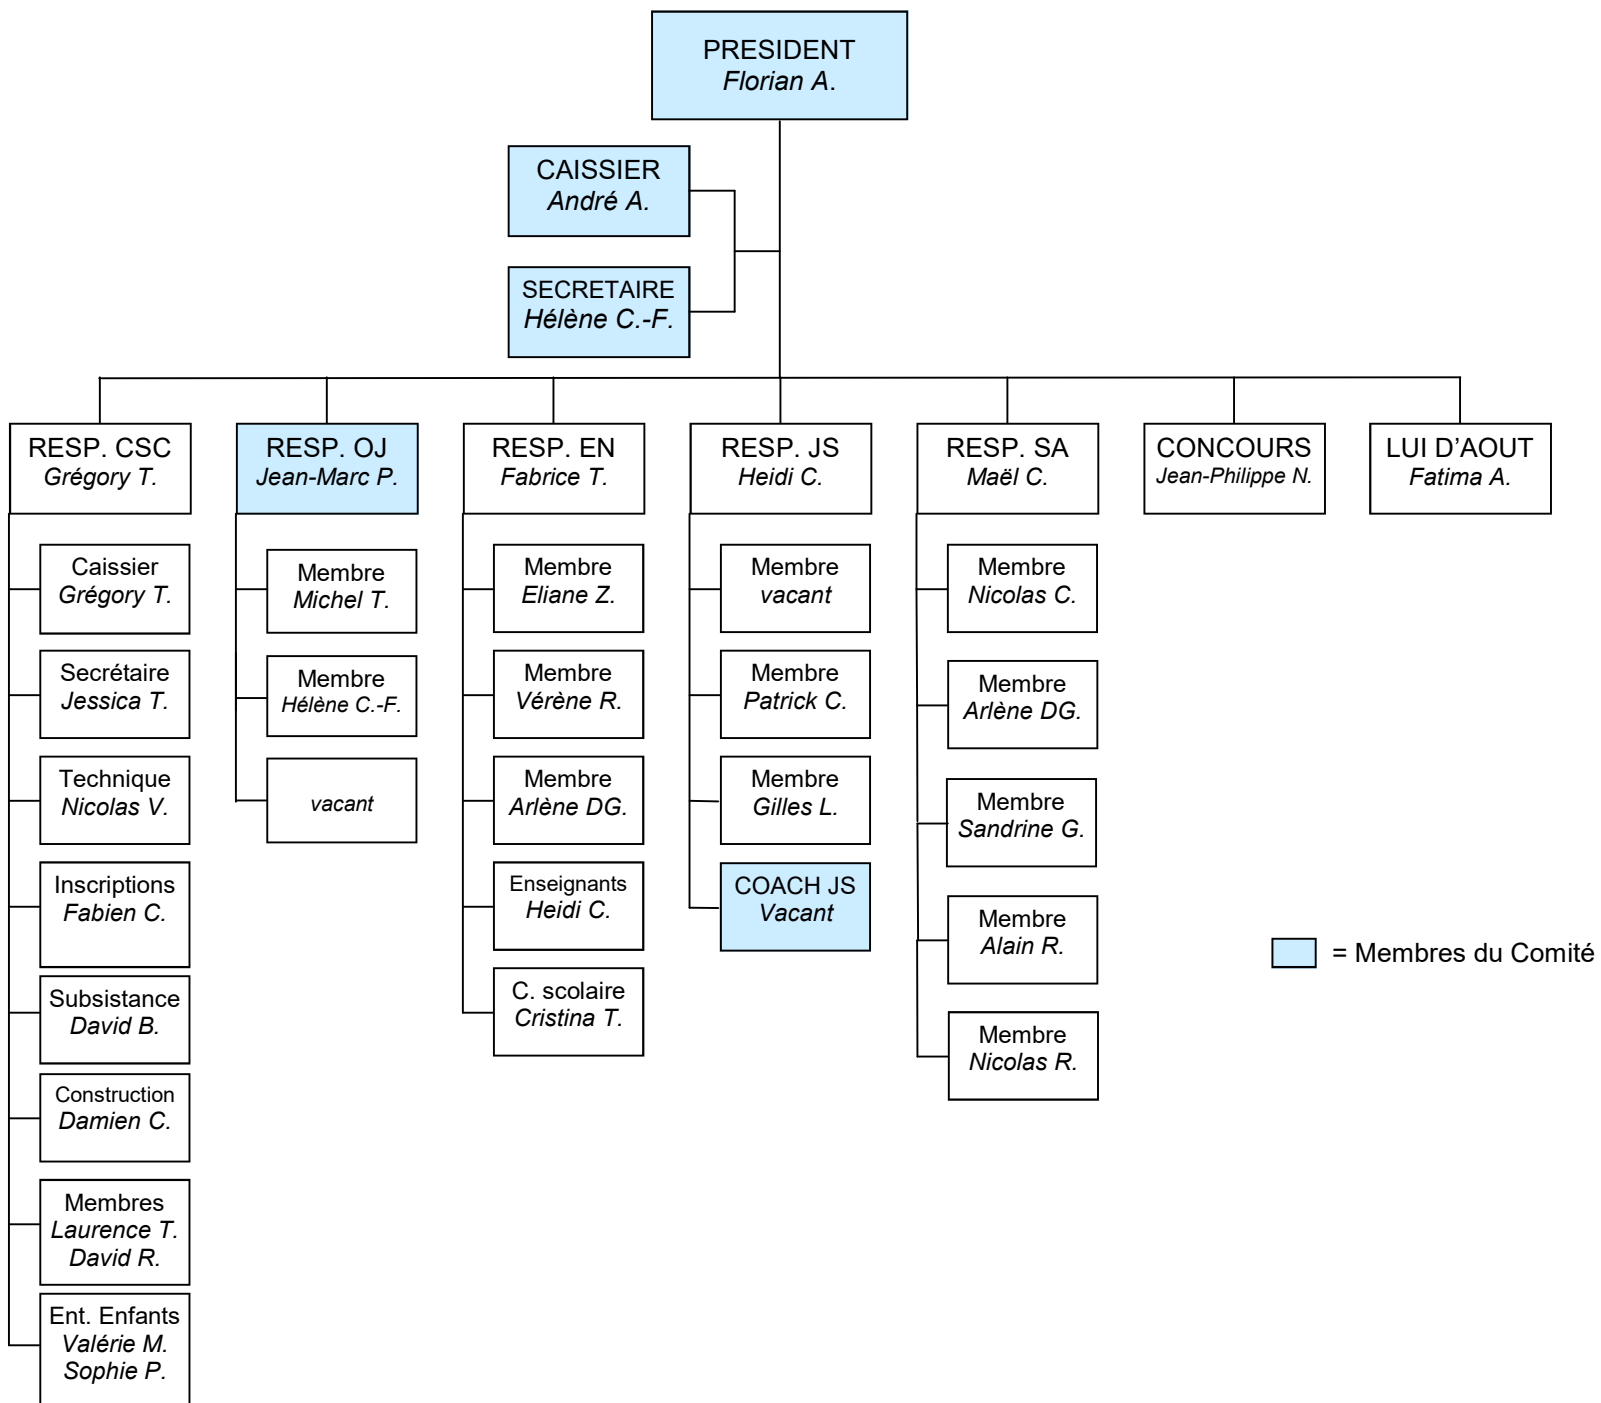 PRESIDENT
Florian A.
CAISSIER
André A.
SECRETAIRE
Hélène C.-F.
RESP. CSC
Grégory T.
RESP. OJ
Jean-Marc P.
RESP. EN
Fabrice T.
RESP. JS
Heidi C.
RESP. SA
Maël C.
CONCOURS
Jean-Philippe N.
LUI D'AOUT
Fatima A.
Caissier
Grégory T.
Secrétaire
Jessica T.
Technique
Nicolas V.
Inscriptions
Fabien C.
Subsistance
David B.
Construction
Damien C.
Membres
Laurence T.
David R.
Ent. Enfants
Valérie M.
Sophie P.
Membre
Michel T.
Membre
Hélène C.-F.
vacant
Membre
Eliane Z.
Membre
Vérène R.
Membre
Arlène DG.
Enseignants
Heidi C.
C. scolaire
Cristina T.
Membre
vacant
Membre
Patrick C.
Membre
Gilles L.
COACH JS
Vacant
Membre
Nicolas C.
Membre
Arlène DG.
Membre
Sandrine G.
Membre
Alain R.
Membre
Nicolas R.
= Membres du Comité